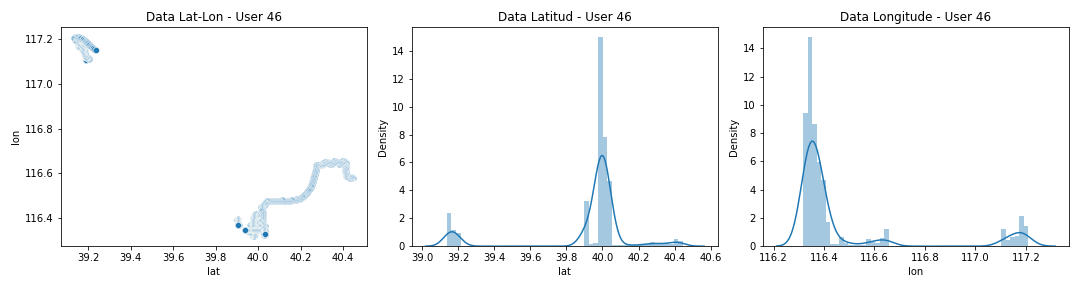 Data Lat-Lon - User 46
117.2
117.0
116.8
116.6
116.4
lon
39.2 39.4 39.6 39.8 40.0 40.2 40.4
lat
Data Latitud - User 46
14
12
10
8
6
4
2
0
Density
39.0 39.2 39.4 39.6 39.8 40.0 40.2 40.4 40.6
lat
Data Longitude - User 46
14
12
10
8
6
4
2
0
Density
116.2 116.4 116.6 116.8 117.0 117.2
lon